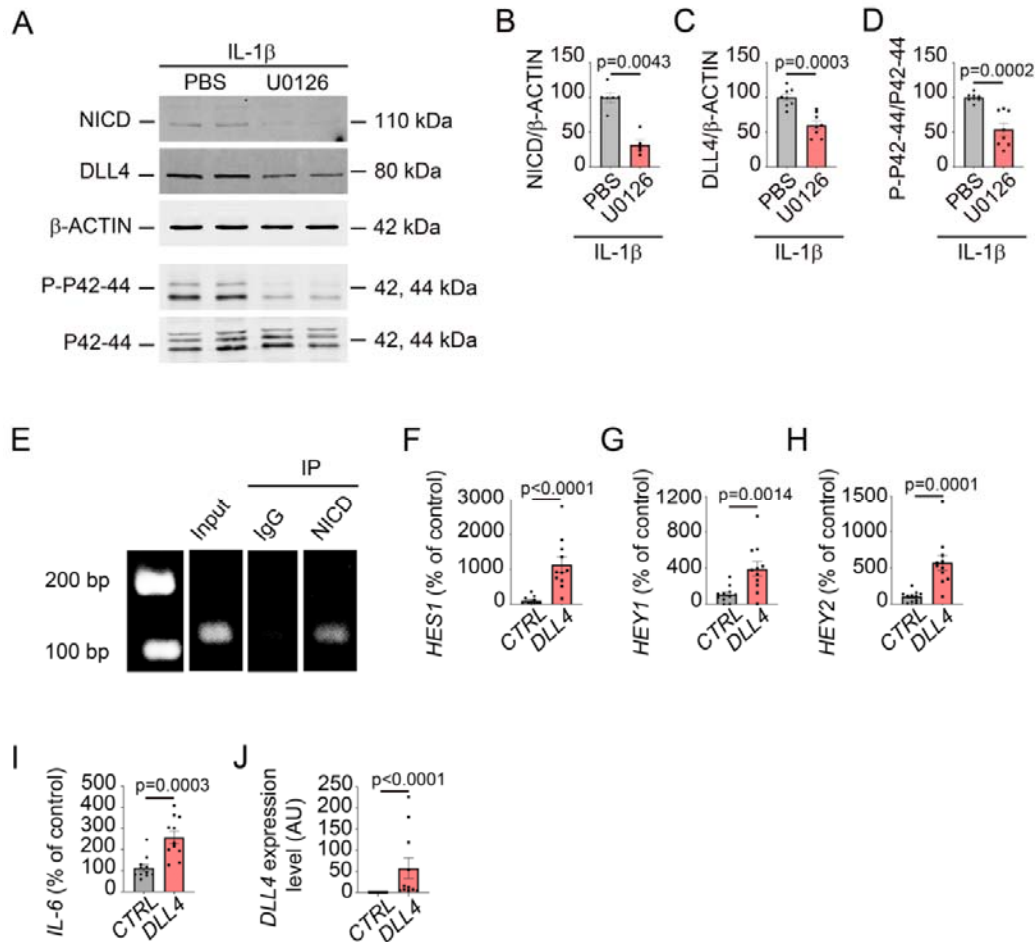 A
IL-1β
PBS U0126
NICD 110 kDa
DLL4 80 kDa
β-ACTIN 42 kDa
P-P42-44 42, 44 kDa
P42-44 42, 44 kDa
B
NICD/β-ACTIN
150
100
50
0
p=0.0043
PBS
U0126
IL-1β
C
DLL4/β-ACTIN
150
100
50
0
p=0.0003
PBS
U0126
IL-1β
D
P-P42-44/P42-44
150
100
50
0
p=0.0002
PBS
U0126
IL-1β
E
IP
Input
IgG
NICD
200 bp
100 bp
F
HES1 (% of control)
3000
2000
1000
0
p<0.0001
CTRL
DLL4
G
HEY1 (% of control)
1200
800
400
0
p=0.0014
CTRL
DLL4
H
HEY2 (% of control)
1500
1000
500
0
p=0.0001
CTRL
DLL4
I
IL-6 (% of control)
500
400
300
200
100
0
p=0.0003
CTRL
DLL4
J
DLL4 expression
level (AU)
250
200
150
100
50
0
p<0.0001
CTRL
DLL4